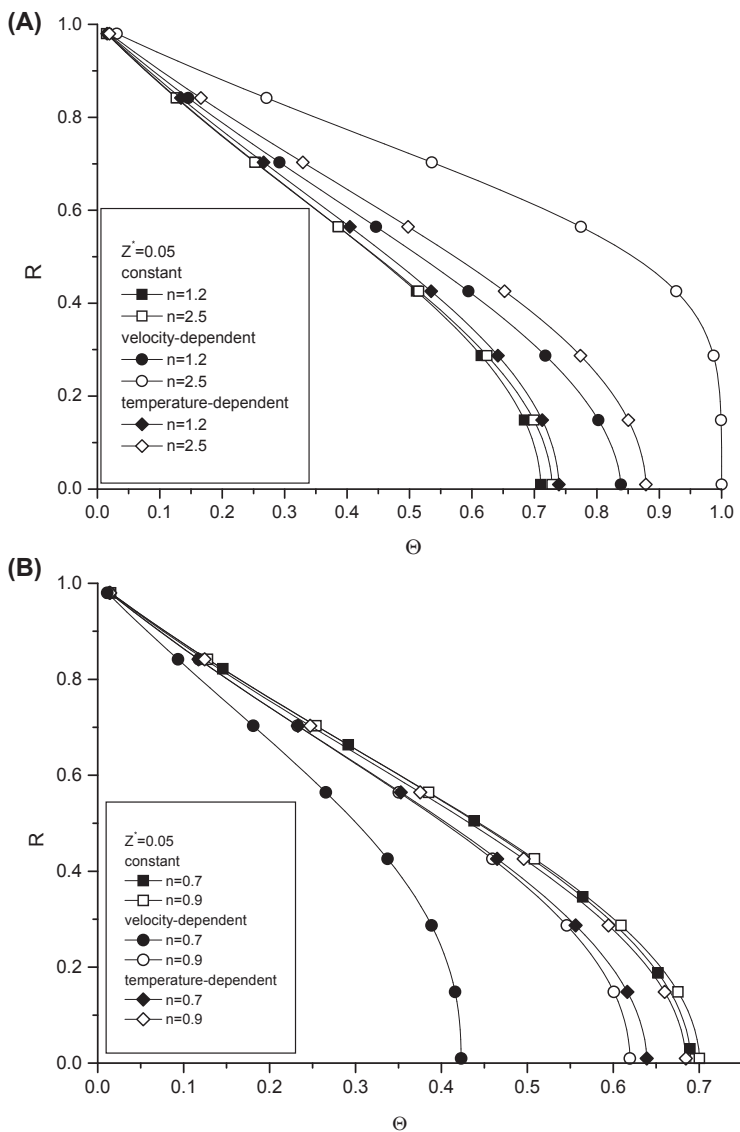 (A)
1.0
0.8
0.6
0.4
0.2
0.0
R
Z*=0.05
constant
n=1.2
n=2.5
velocity-dependent
n=1.2
n=2.5
temperature-dependent
n=1.2
n=2.5
0.0 0.1 0.2 0.3 0.4 0.5 0.6 0.7 0.8 0.9 1.0
Θ
(B)
1.0
0.8
0.6
0.4
0.2
0.0
R
Z*=0.05
constant
n=0.7
n=0.9
velocity-dependent
n=0.7
n=0.9
temperature-dependent
n=0.7
n=0.9
0.0 0.1 0.2 0.3 0.4 0.5 0.6 0.7
Θ